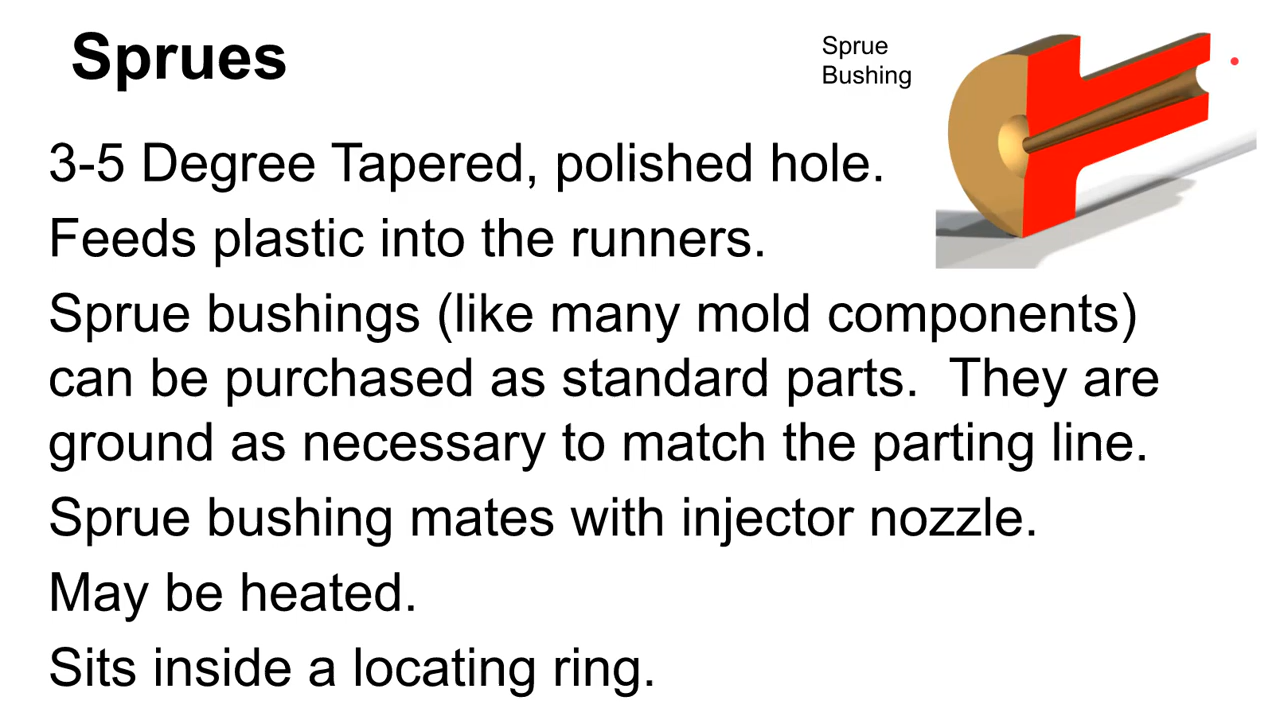 Sprues
Sprue
Bushing
3-5 Degree Tapered, polished hole.
Feeds plastic into the runners.
Sprue bushings (like many mold components)
can be purchased as standard parts.  They are
ground as necessary to match the parting line.
Sprue bushing mates with injector nozzle.
May be heated.
Sits inside a locating ring.